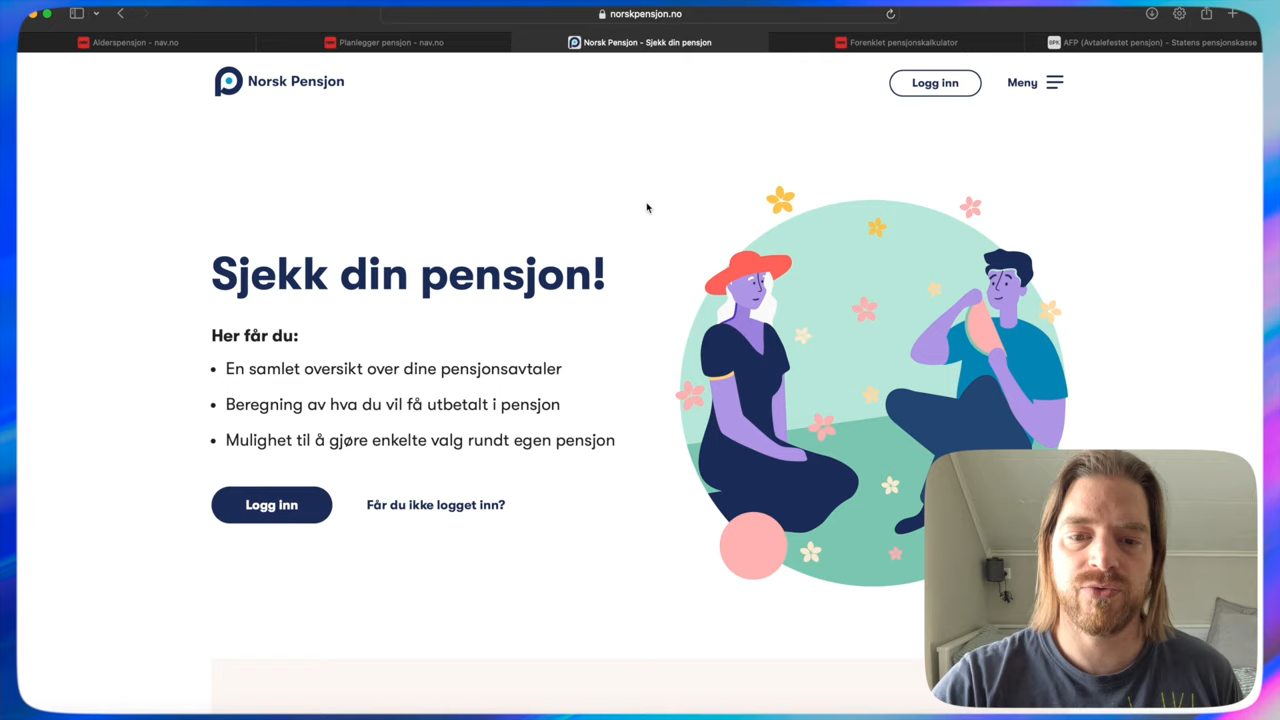 norskpensjon.no
Alderspensjon - nav.no
Planlegger pensjon - nav.no
Norsk Pensjon - Sjekk din pensjon
Forenklet pensjonskalkulator
SPK AFP (Avtalefestet pensjon) - Statens pensjonskasse
Norsk Pensjon
Logg inn
Meny
Sjekk din pensjon!
Her får du:
• En samlet oversikt over dine pensjonsavtaler
• Beregning av hva du vil få utbetalt i pensjon
• Mulighet til å gjøre enkelte valg rundt egen pensjon
Logg inn
Får du ikke logget inn?